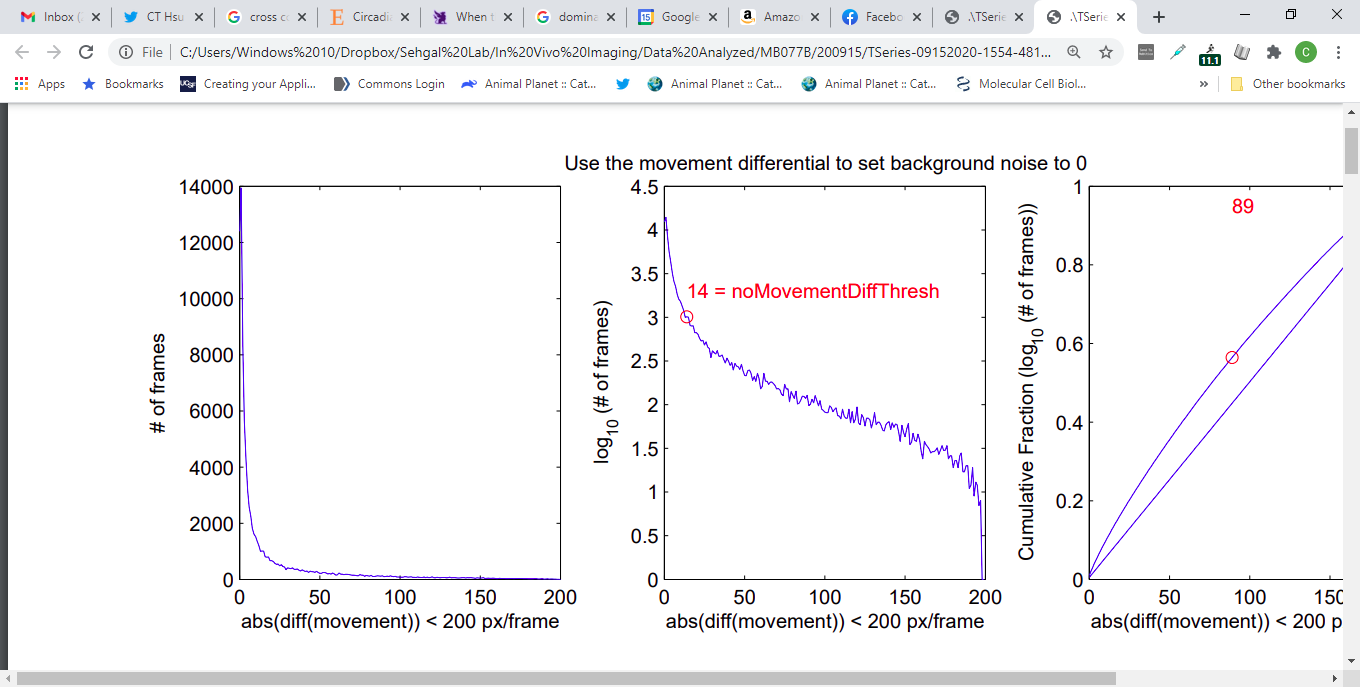 Inbox (
CT Hsu
cross co
Circadi
When t
domina
Google
Amazo
Facebo
.\TSerie
.\TSerie
File
C:/Users/Windows%2010/Dropbox/Sehgal%20Lab/In%20Vivo%20Imaging/Data%20Analyzed/MB077B/200915/TSeries-09152020-1554-481...
11.1
C
Apps
Bookmarks
Creating your Appli...
Commons Login
Animal Planet :: Cat...
Animal Planet :: Cat...
Animal Planet :: Cat...
Molecular Cell Biol...
»
Other bookmarks
Use the movement differential to set background noise to 0
14000
12000
10000
8000
6000
4000
2000
0
# of frames
0 50 100 150 200
abs(diff(movement)) < 200 px/frame
4.5
4
3.5
3
2.5
2
1.5
1
0.5
0
log10 (# of frames)
14 = noMovementDiffThresh
0 50 100 150 200
abs(diff(movement)) < 200 px/frame
1
0.8
0.6
0.4
0.2
0
Cumulative Fraction (log10 (# of frames))
89
0 50 100 150
abs(diff(movement)) < 200 p